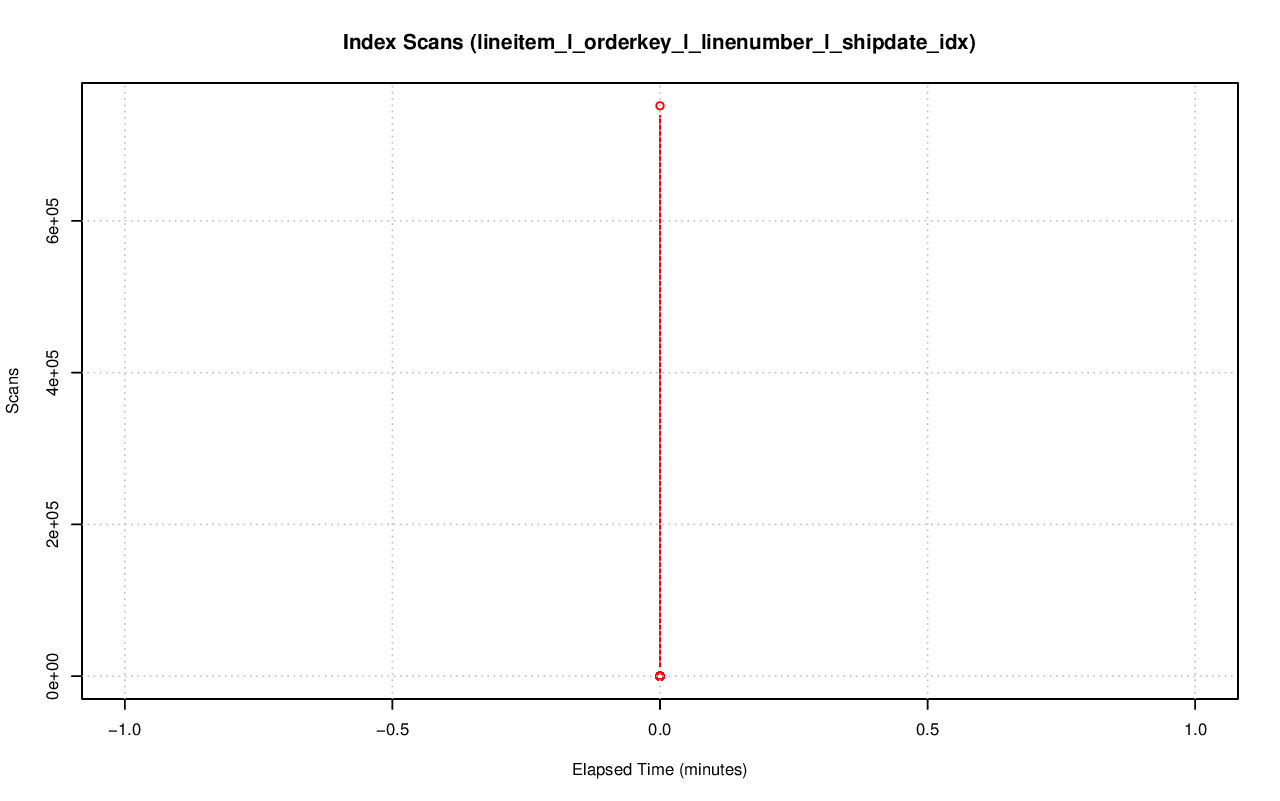 Index Scans (lineitem_l_orderkey_l_linenumber_l_shipdate_idx)
6e+05
4e+05
2e+05
0e+00
Scans
−1.0 −0.5 0.0 0.5 1.0
Elapsed Time (minutes)